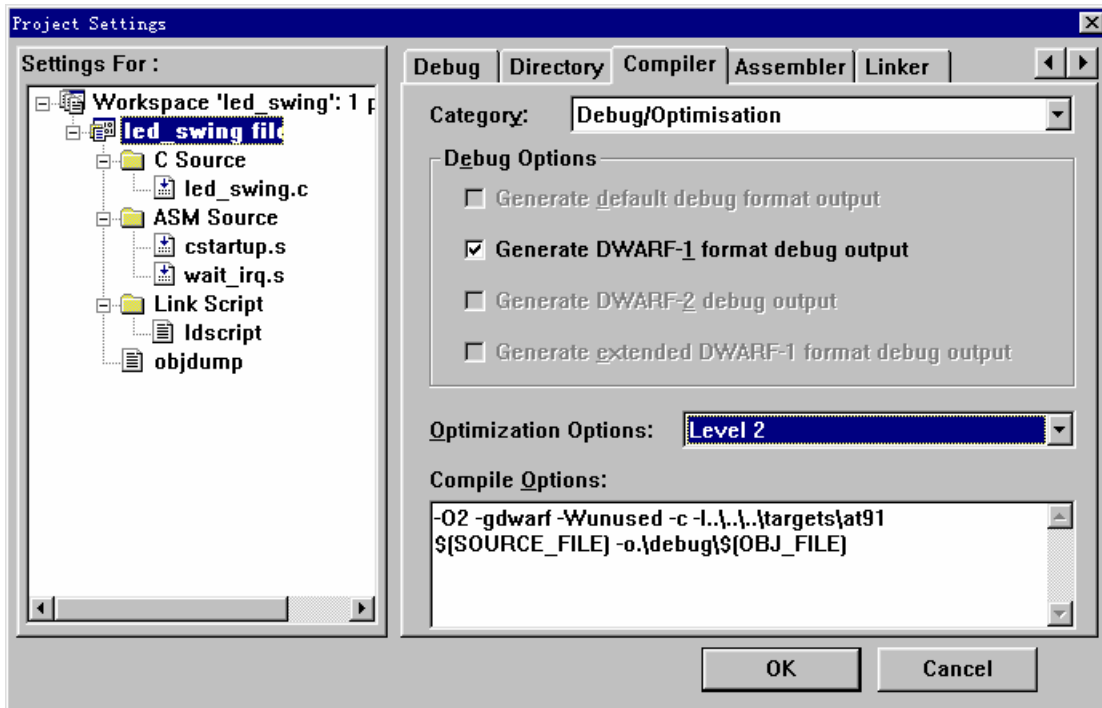 Project Settings
Settings For :
Workspace 'led_swing': 1 p
led_swing file
C Source
led_swing.c
ASM Source
cstartup.s
wait_irq.s
Link Script
ldscript
objdump
Debug
Directory
Compiler
Assembler
Linker
Category:
Debug/Optimisation
Debug Options
Generate default debug format output
Generate DWARF-1 format debug output
Generate DWARF-2 debug output
Generate extended DWARF-1 format debug output
Optimization Options:
Level 2
Compile Options:
-O2 -gdwarf -Wunused -c -I..\..\..\targets\at91
$(SOURCE_FILE) -o.\debug\$(OBJ_FILE)
OK
Cancel